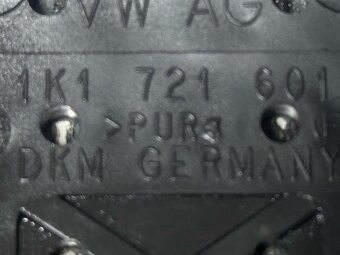 VW AG
1K1 721 601
>PUR
DKM GERMANY